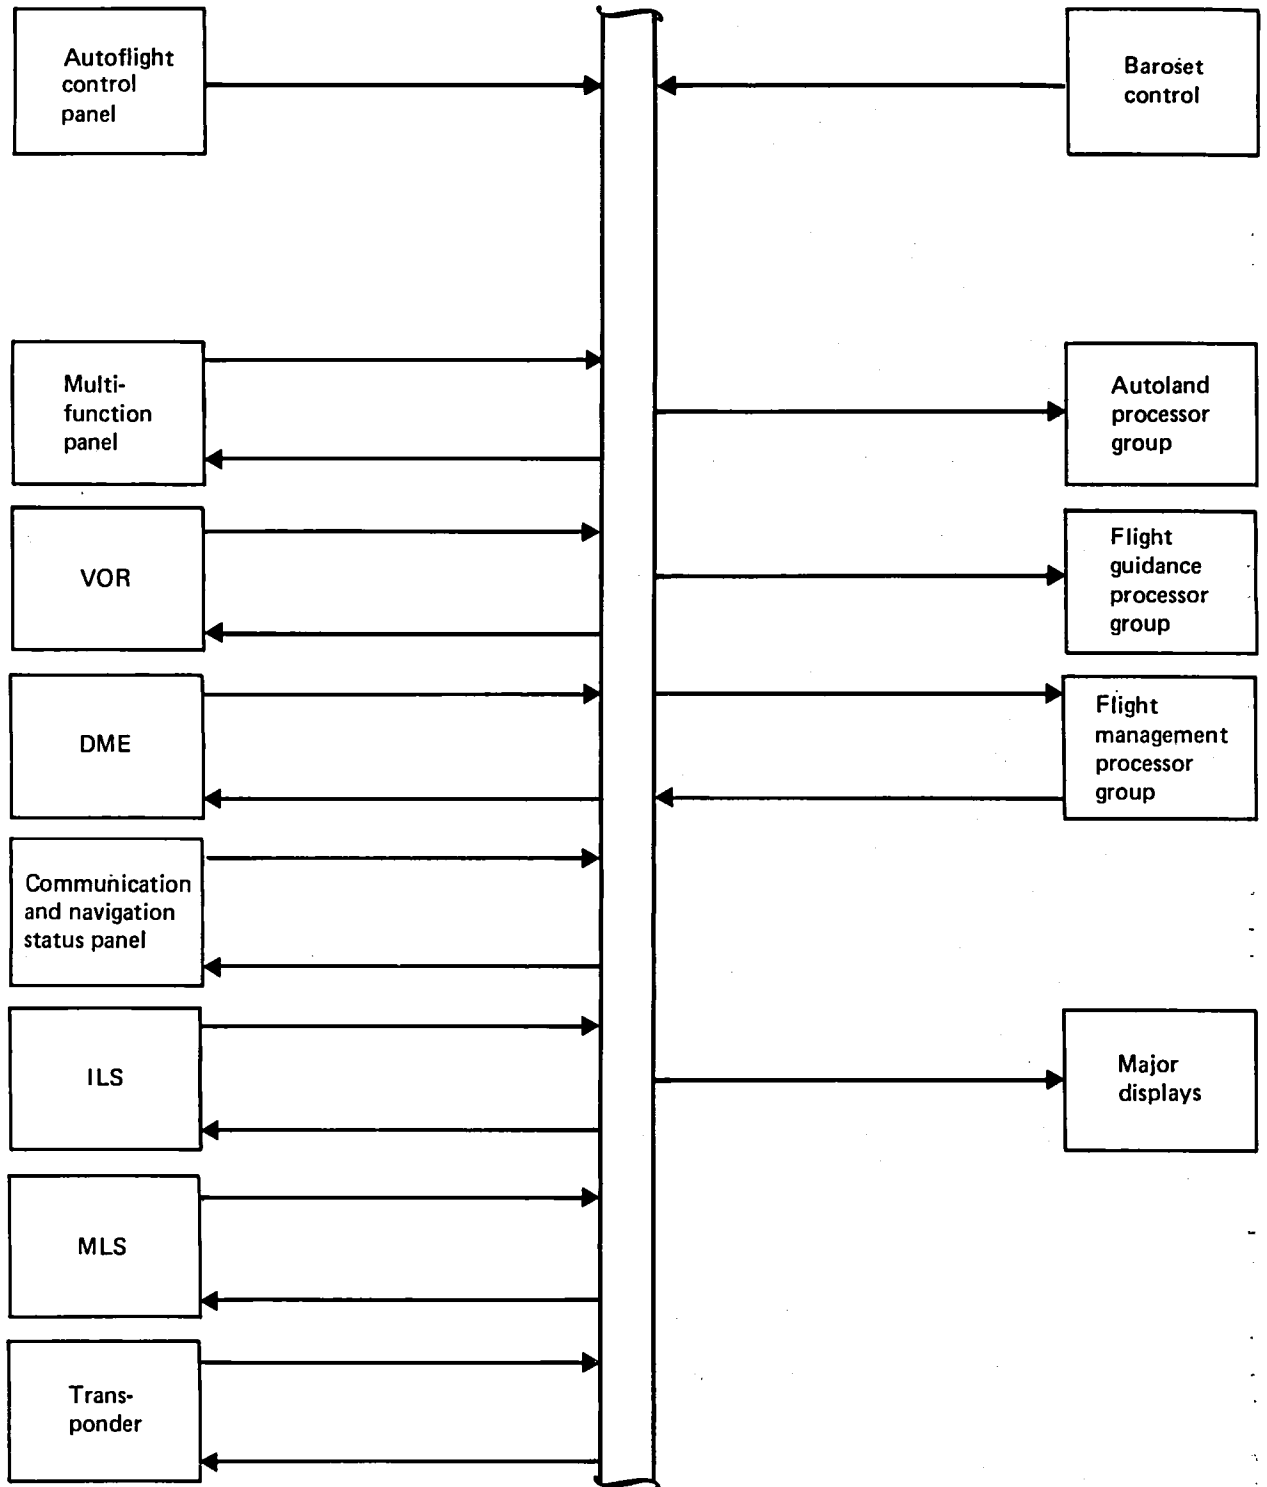 Autoflight
control
panel
Baroset
control
Multi-
function
panel
Autoland
processor
group
VOR
Flight
guidance
processor
group
DME
Flight
management
processor
group
Communication
and navigation
status panel
ILS
Major
displays
MLS
Trans-
ponder